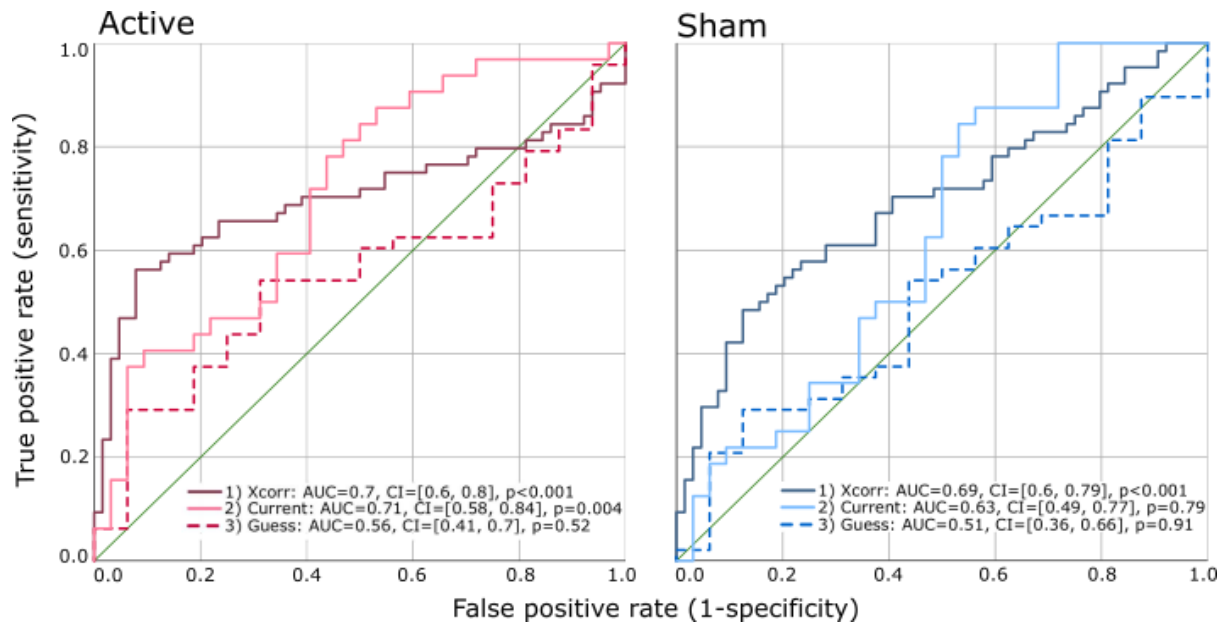 Active
Sham
True positive rate (sensitivity)
1.0
0.8
0.6
0.4
0.2
0.0
1) Xcorr: AUC=0.7, CI=[0.6, 0.8], p<0.001
2) Current: AUC=0.71, CI=[0.58, 0.84], p=0.004
3) Guess: AUC=0.56, CI=[0.41, 0.7], p=0.52
1) Xcorr: AUC=0.69, CI=[0.6, 0.79], p<0.001
2) Current: AUC=0.63, CI=[0.49, 0.77], p=0.79
3) Guess: AUC=0.51, CI=[0.36, 0.66], p=0.91
0.0 0.2 0.4 0.6 0.8 1.0
0.0 0.2 0.4 0.6 0.8 1.0
False positive rate (1-specificity)